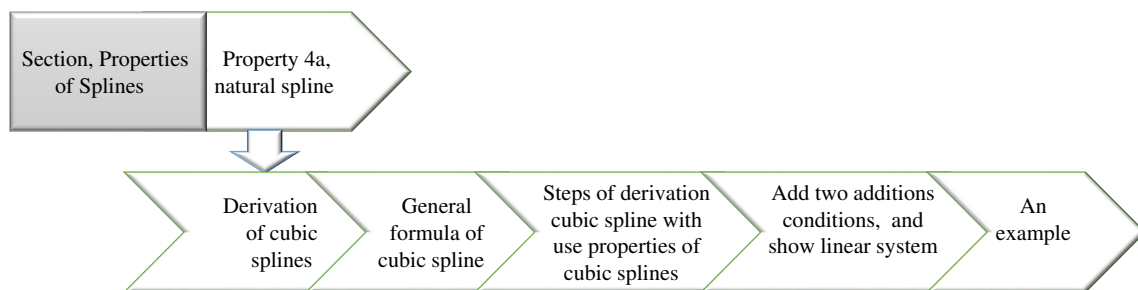 Section, Properties
of Splines
Property 4a,
natural spline
Derivation
of cubic
splines
General
formula of
cubic spline
Steps of derivation
cubic spline with
use properties of
cubic splines
Add two additions
conditions, and
show linear system
An
example